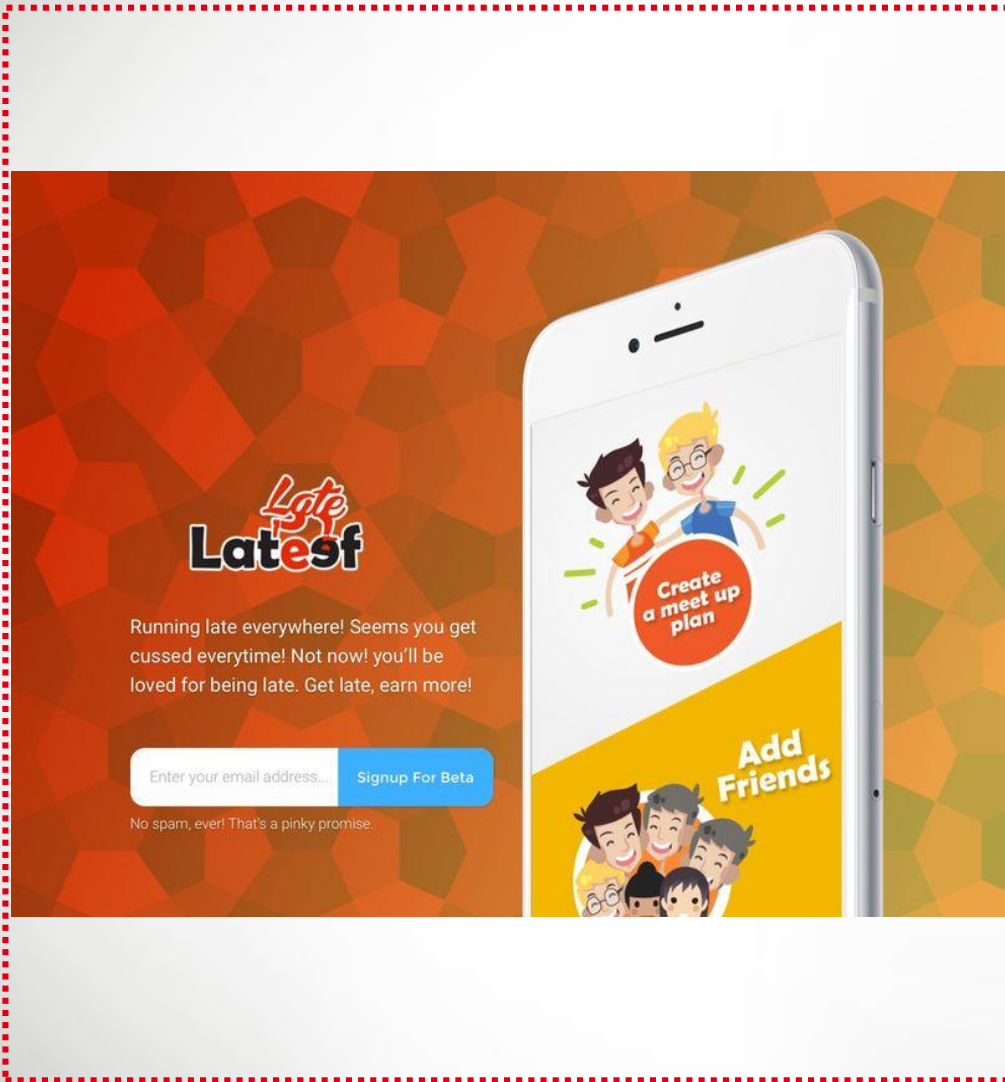 Late
Lateef
Running late everywhere! Seems you get
cussed everytime! Not now! you'll be
loved for being late. Get late, earn more!
Enter your email address....
Signup For Beta
No spam, ever! That's a pinky promise.
Create
a meet up
plan
Add
Friends